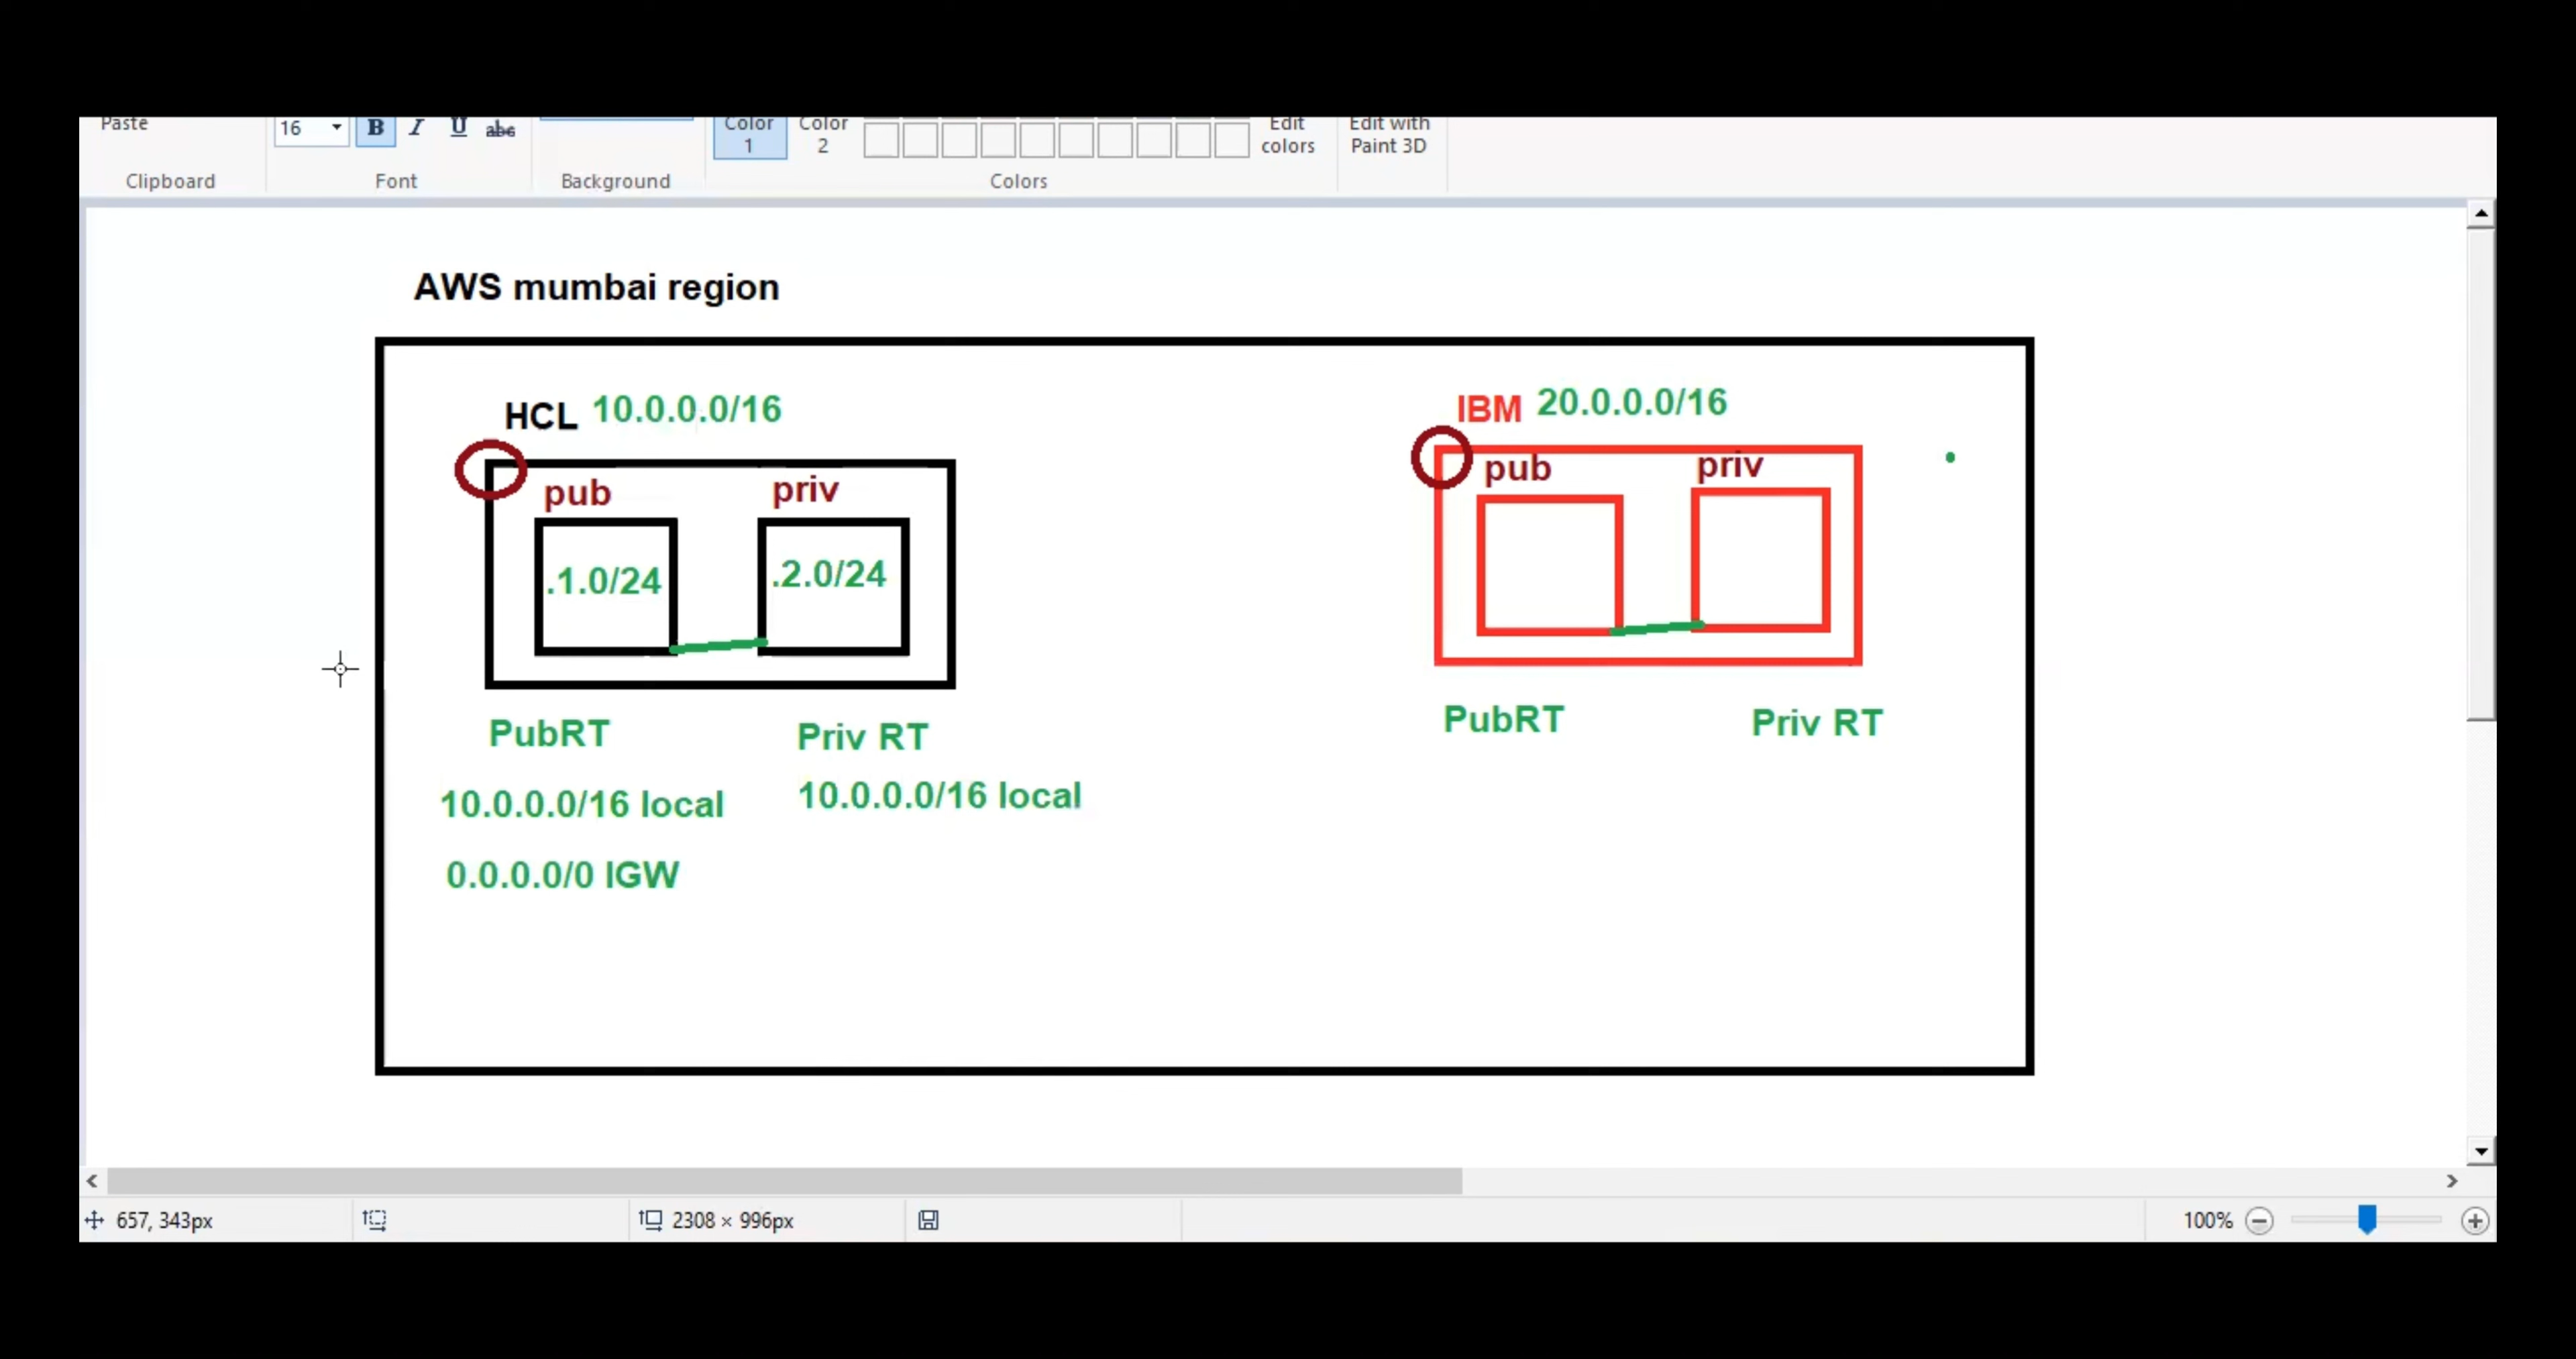 Paste
16 B I U abc
Color 1
Color 2
Edit colors
Edit with Paint 3D
Clipboard
Font
Background
Colors
AWS mumbai region
HCL 10.0.0.0/16
IBM 20.0.0.0/16
pub
priv
pub
priv
.1.0/24
.2.0/24
PubRT
Priv RT
PubRT
Priv RT
10.0.0.0/16 local
10.0.0.0/16 local
0.0.0.0/0 IGW
657, 343px
2308 × 996px
100%